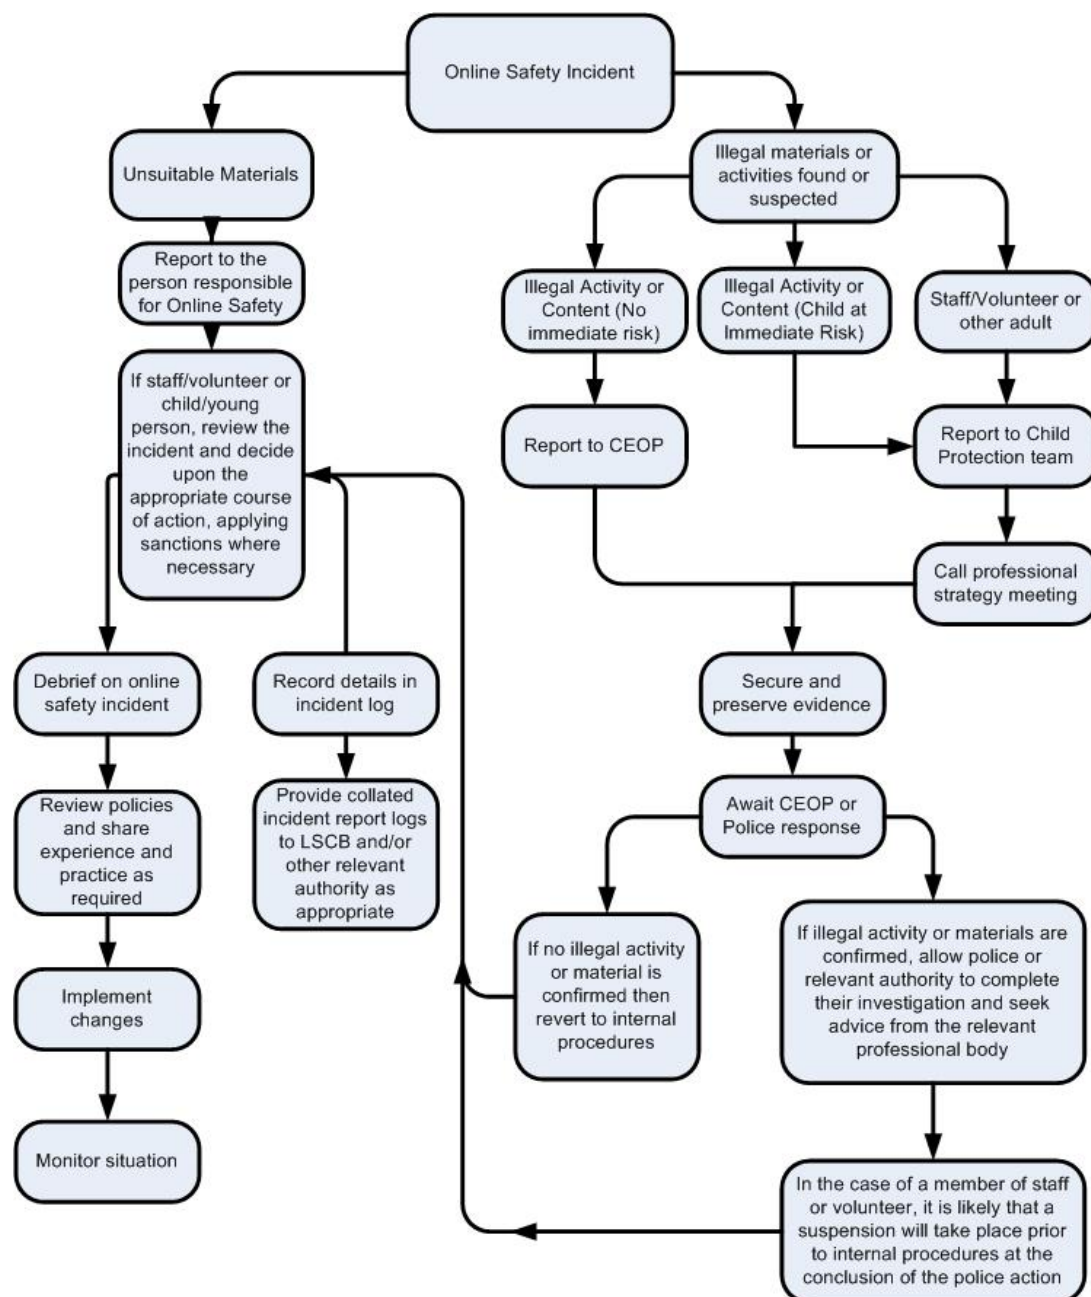 Online Safety Incident
Unsuitable Materials
Illegal materials or
activities found or
suspected
Report to the
person responsible
for Online Safety
Illegal Activity or
Content (No
immediate risk)
Illegal Activity or
Content (Child at
Immediate Risk)
Staff/Volunteer or
other adult
If staff/volunteer or
child/young
person, review the
incident and decide
upon the
appropriate course
of action, applying
sanctions where
necessary
Report to CEOP
Report to Child
Protection team
Call professional
strategy meeting
Debrief on online
safety incident
Record details in
incident log
Secure and
preserve evidence
Review policies
and share
experience and
practice as
required
Provide collated
incident report logs
to LSCB and/or
other relevant
authority as
appropriate
Await CEOP or
Police response
If no illegal activity
or material is
confirmed then
revert to internal
procedures
If illegal activity or materials are
confirmed, allow police or
relevant authority to complete
their investigation and seek
advice from the relevant
professional body
Implement
changes
Monitor situation
In the case of a member of staff
or volunteer, it is likely that a
suspension will take place prior
to internal procedures at the
conclusion of the police action